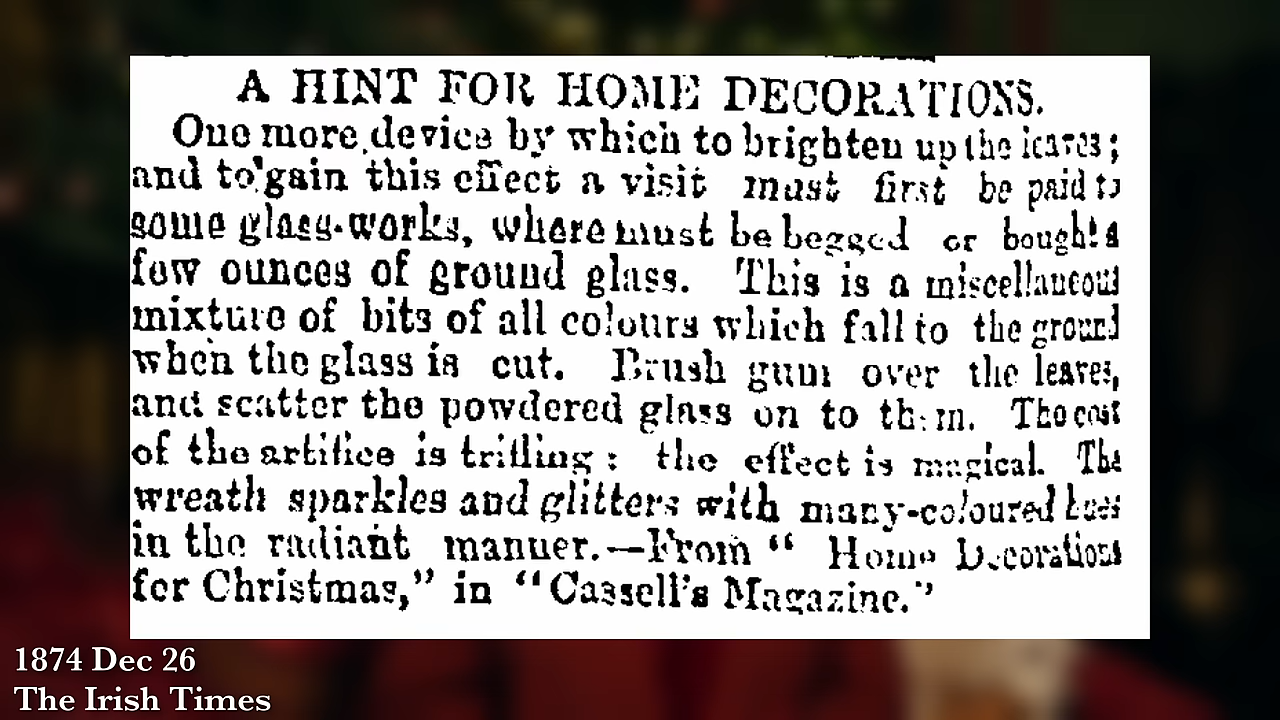 A HINT FOR HOME DECORATIONS.
One more device by which to brighten up the leaves;
and to gain this effect a visit must first be paid to
some glass-works, where must be begged or bought a
few ounces of ground glass. This is a miscellaneous
mixture of bits of all colours which fall to the ground
when the glass is cut. Brush gum over the leaves,
and scatter the powdered glass on to them. The cost
of the artifice is trifling: the effect is magical. The
wreath sparkles and glitters with many-coloured hues
in the radiant manner.—From “ Home Decorations
for Christmas,” in “Cassell's Magazine.”
1874 Dec 26
The Irish Times